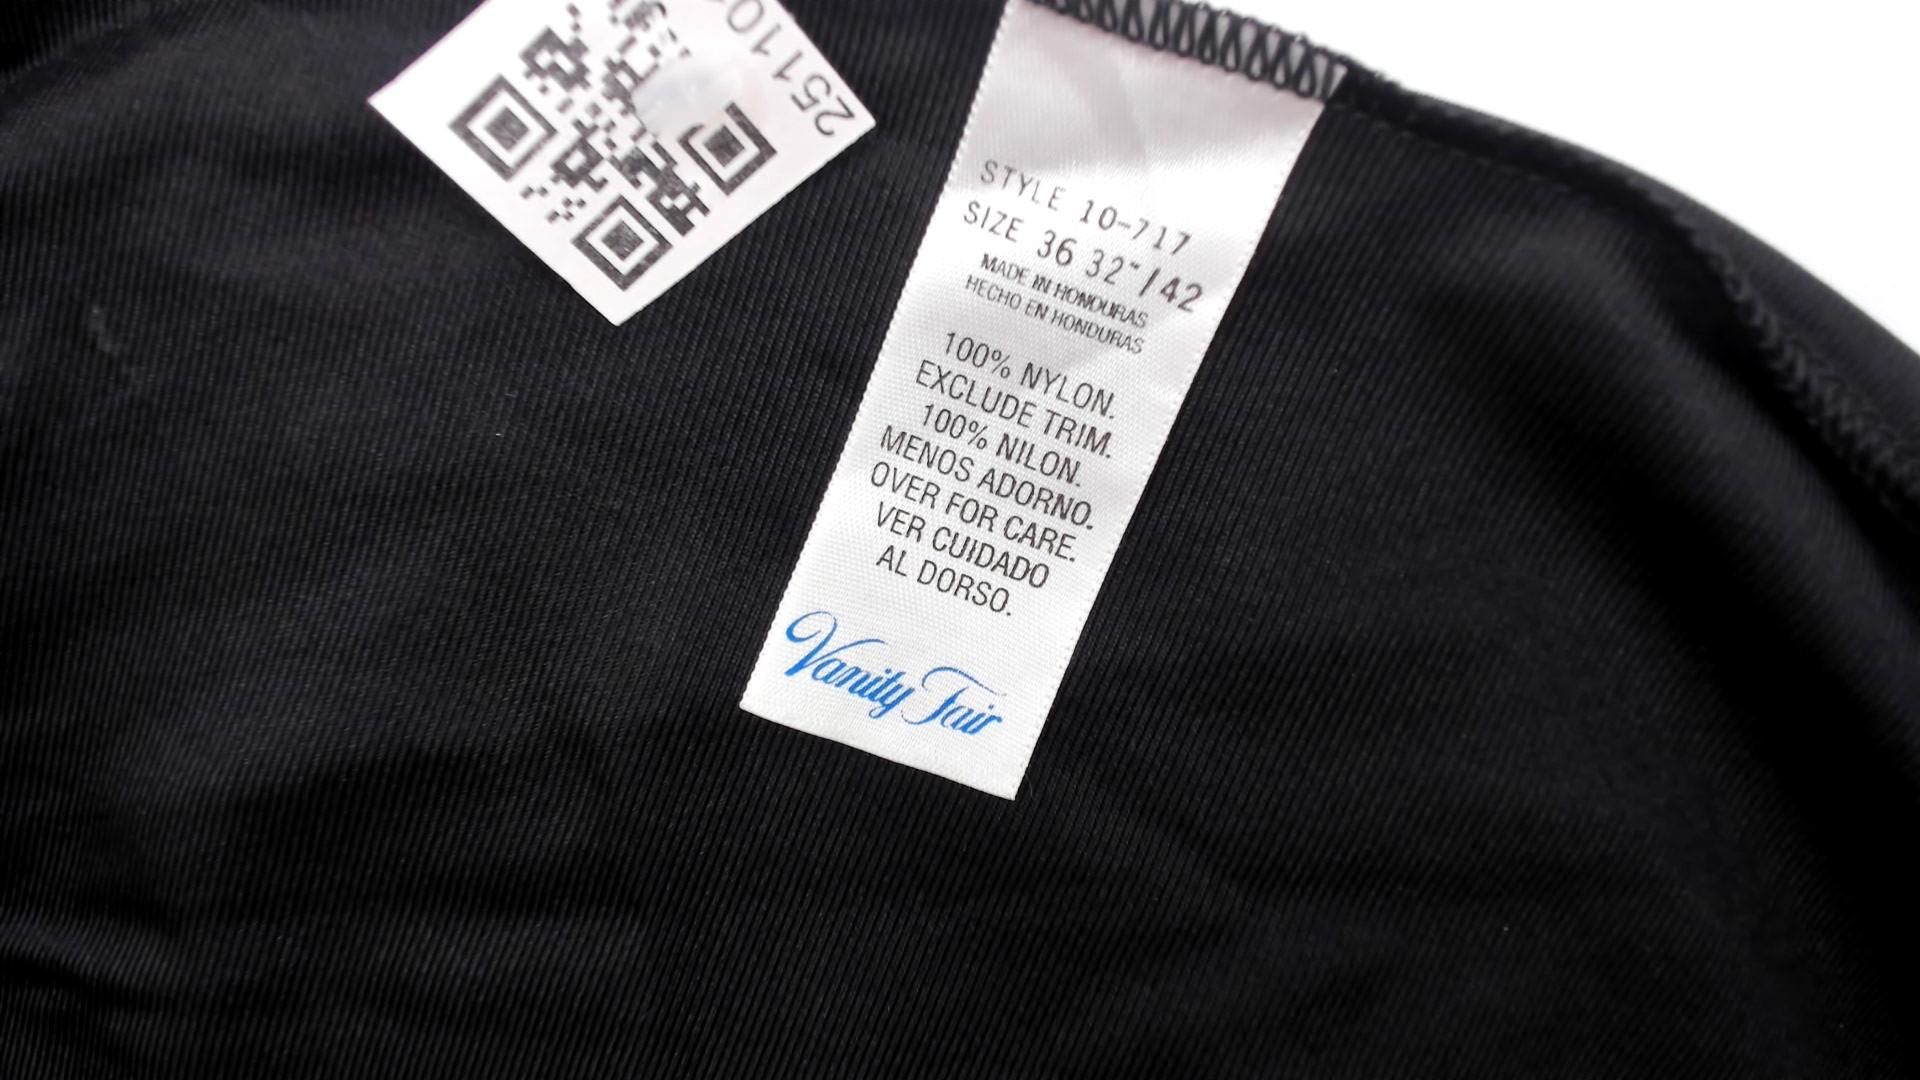 STYLE 10-717
SIZE 36 32"/42
MADE IN HONDURAS
HECHO EN HONDURAS
100% NYLON.
EXCLUDE TRIM.
100% NILON.
MENOS ADORNO.
OVER FOR CARE.
VER CUIDADO
AL DORSO.
Vanity Fair